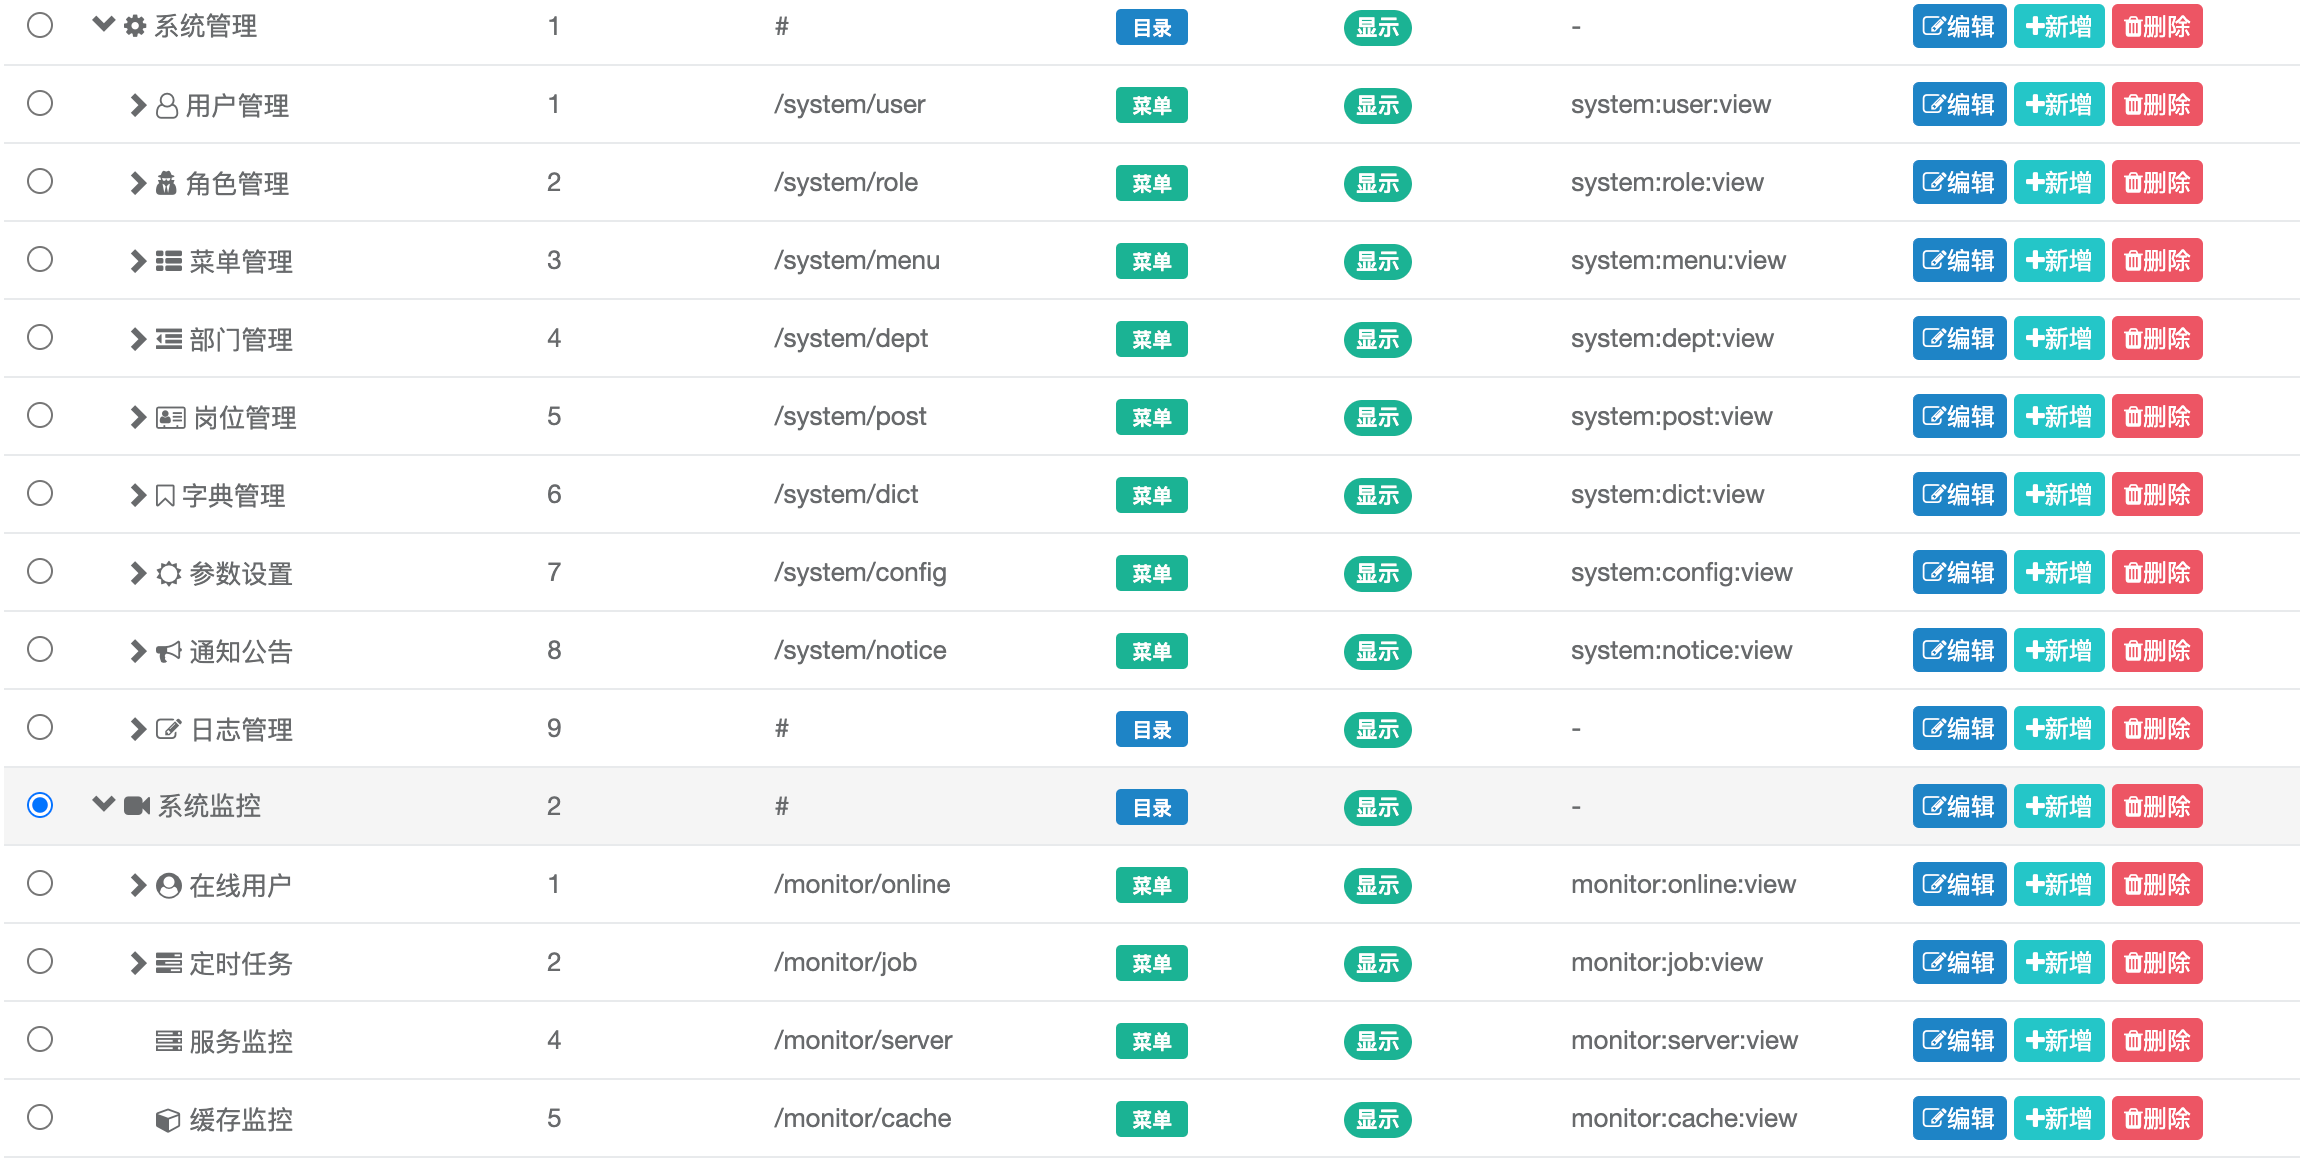 系统管理 1 # 目录 显示 - 编辑 新增 删除
用户管理 1 /system/user 菜单 显示 system:user:view 编辑 新增 删除
角色管理 2 /system/role 菜单 显示 system:role:view 编辑 新增 删除
菜单管理 3 /system/menu 菜单 显示 system:menu:view 编辑 新增 删除
部门管理 4 /system/dept 菜单 显示 system:dept:view 编辑 新增 删除
岗位管理 5 /system/post 菜单 显示 system:post:view 编辑 新增 删除
字典管理 6 /system/dict 菜单 显示 system:dict:view 编辑 新增 删除
参数设置 7 /system/config 菜单 显示 system:config:view 编辑 新增 删除
通知公告 8 /system/notice 菜单 显示 system:notice:view 编辑 新增 删除
日志管理 9 # 目录 显示 - 编辑 新增 删除
系统监控 2 # 目录 显示 - 编辑 新增 删除
在线用户 1 /monitor/online 菜单 显示 monitor:online:view 编辑 新增 删除
定时任务 2 /monitor/job 菜单 显示 monitor:job:view 编辑 新增 删除
服务监控 4 /monitor/server 菜单 显示 monitor:server:view 编辑 新增 删除
缓存监控 5 /monitor/cache 菜单 显示 monitor:cache:view 编辑 新增 删除